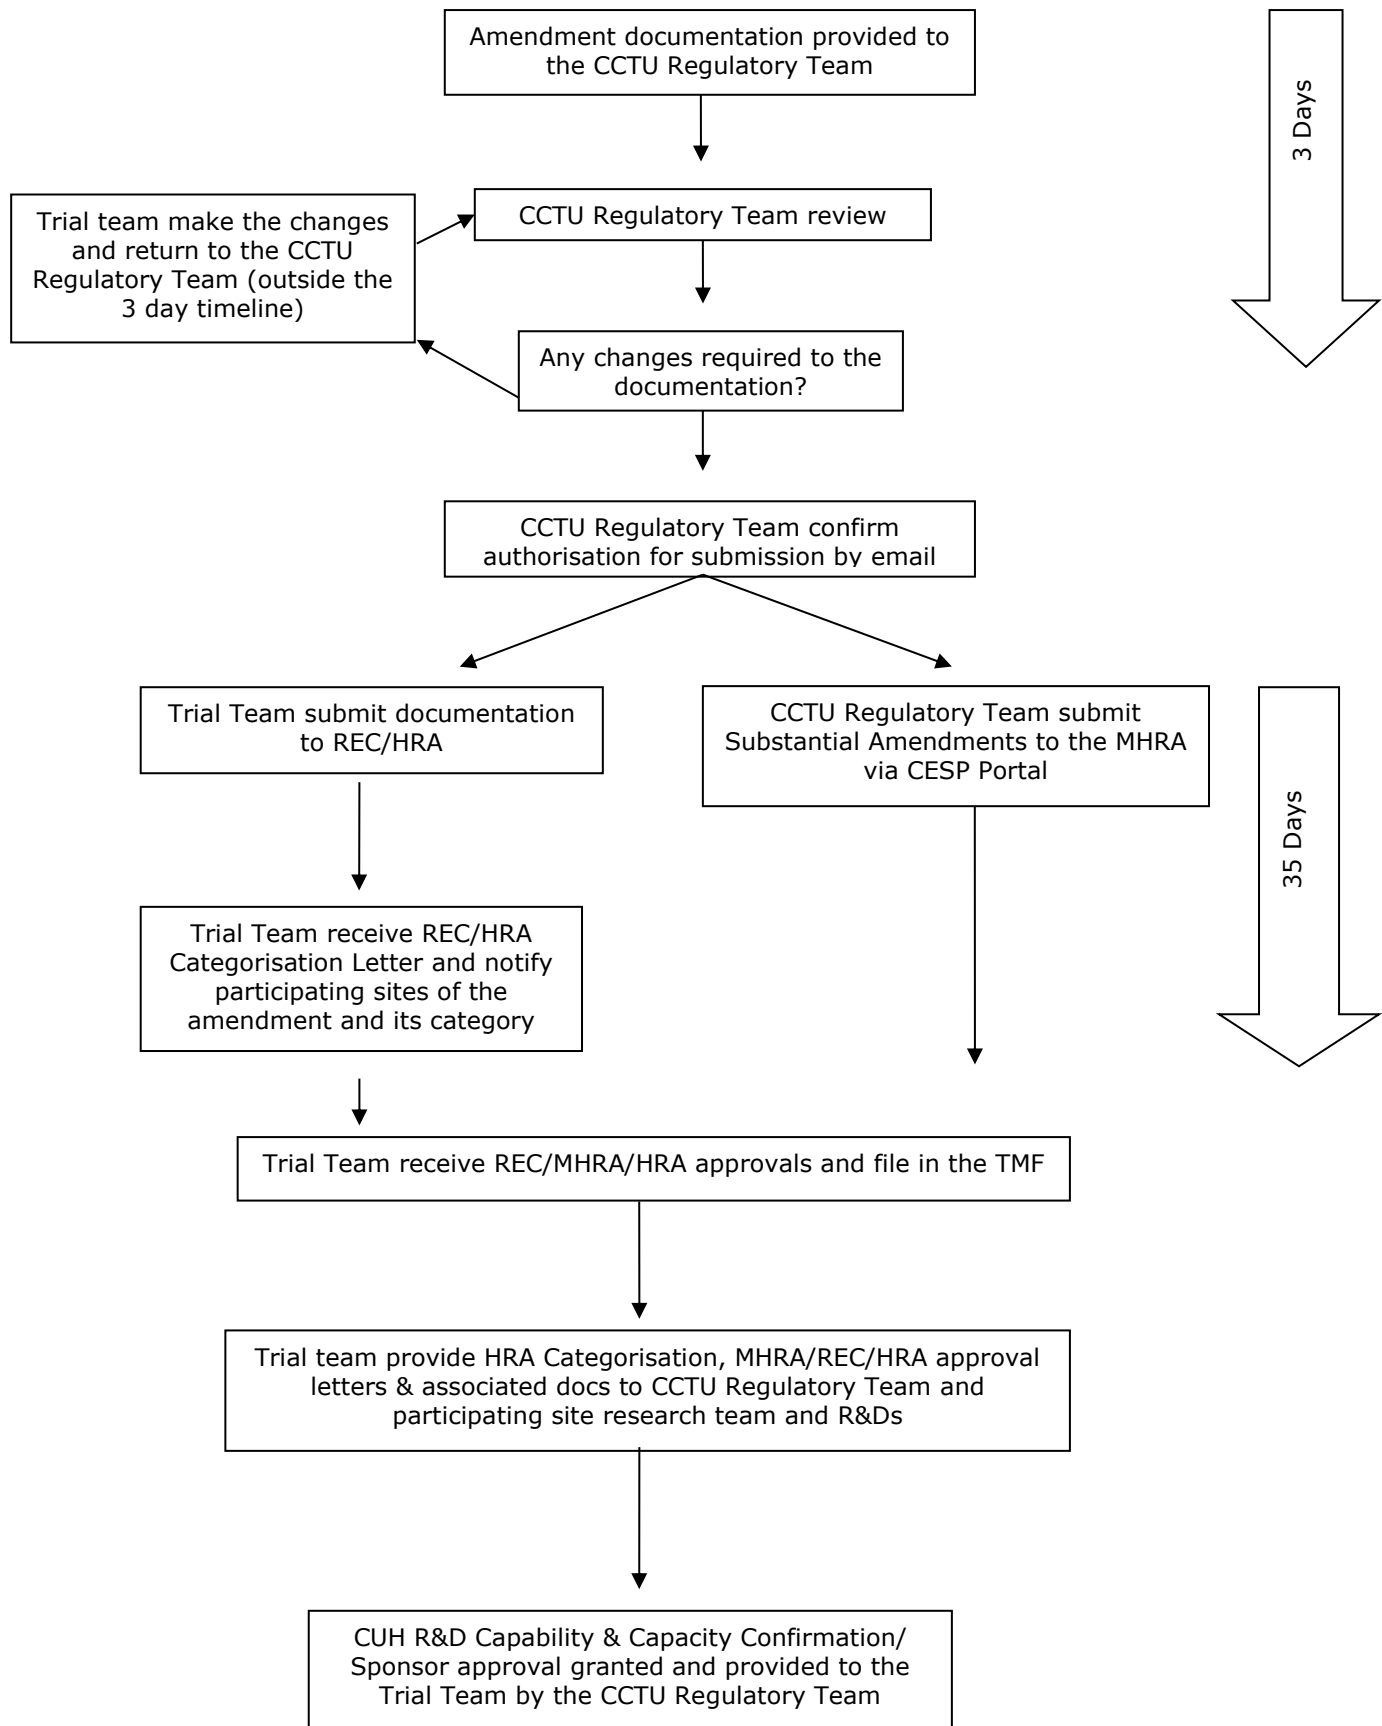 Amendment documentation provided to
the CCTU Regulatory Team
3 Days
Trial team make the changes
and return to the CCTU
Regulatory Team (outside the
3 day timeline)
CCTU Regulatory Team review
Any changes required to the
documentation?
CCTU Regulatory Team confirm
authorisation for submission by email
Trial Team submit documentation
to REC/HRA
CCTU Regulatory Team submit
Substantial Amendments to the MHRA
via CESP Portal
35 Days
Trial Team receive REC/HRA
Categorisation Letter and notify
participating sites of the
amendment and its category
Trial Team receive REC/MHRA/HRA approvals and file in the TMF
Trial team provide HRA Categorisation, MHRA/REC/HRA approval
letters & associated docs to CCTU Regulatory Team and
participating site research team and R&Ds
CUH R&D Capability & Capacity Confirmation/
Sponsor approval granted and provided to the
Trial Team by the CCTU Regulatory Team